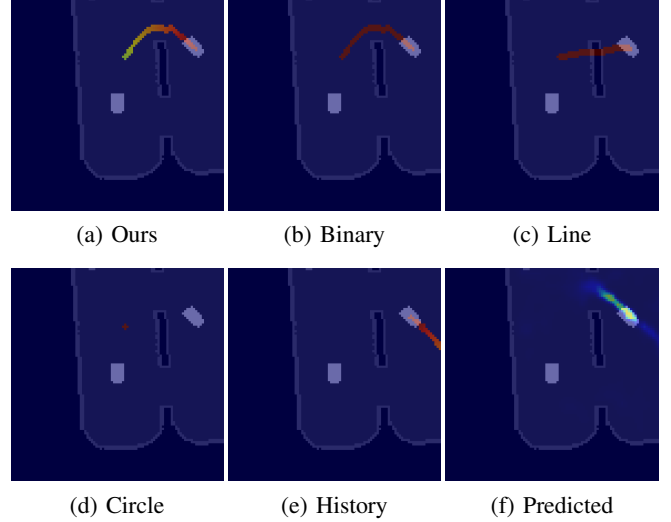 (a) Ours
(b) Binary
(c) Line
(d) Circle
(e) History
(f) Predicted